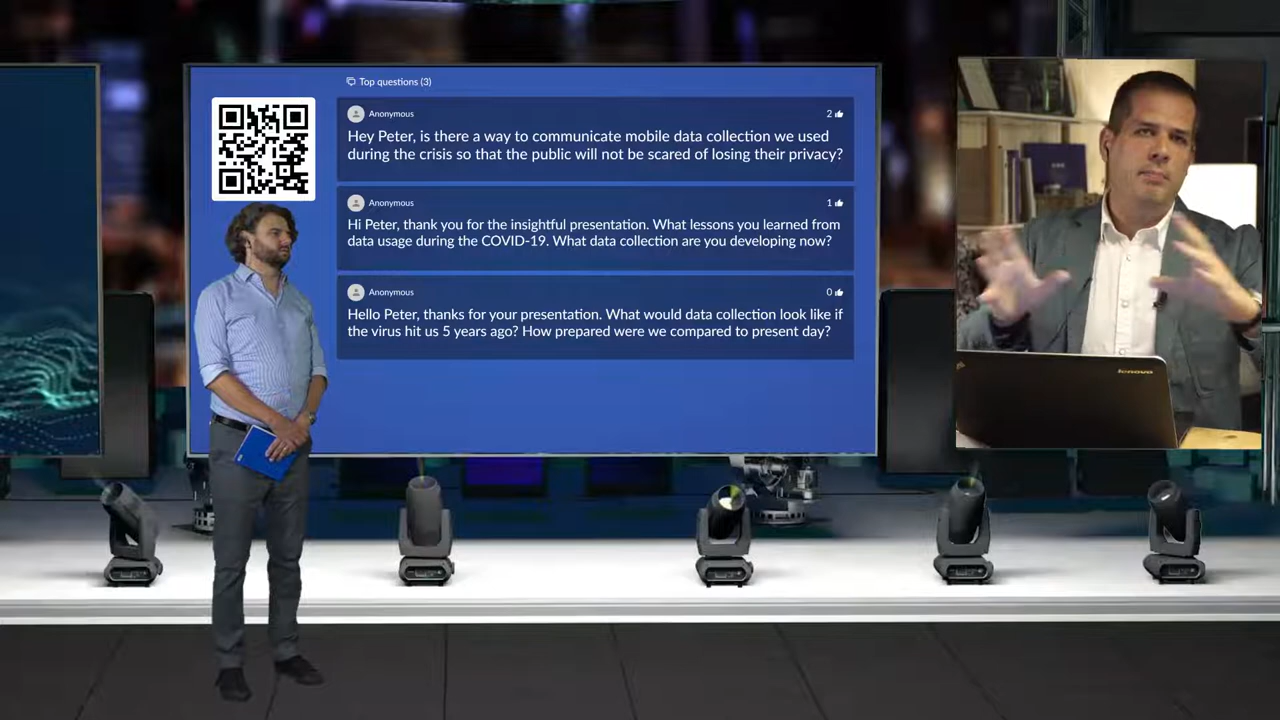 Top questions (3)
Anonymous
2
Hey Peter, is there a way to communicate mobile data collection we used
during the crisis so that the public will not be scared of losing their privacy?
Anonymous
1
Hi Peter, thank you for the insightful presentation. What lessons you learned from
data usage during the COVID-19. What data collection are you developing now?
Anonymous
0
Hello Peter, thanks for your presentation. What would data collection look like if
the virus hit us 5 years ago? How prepared were we compared to present day?
lenovo